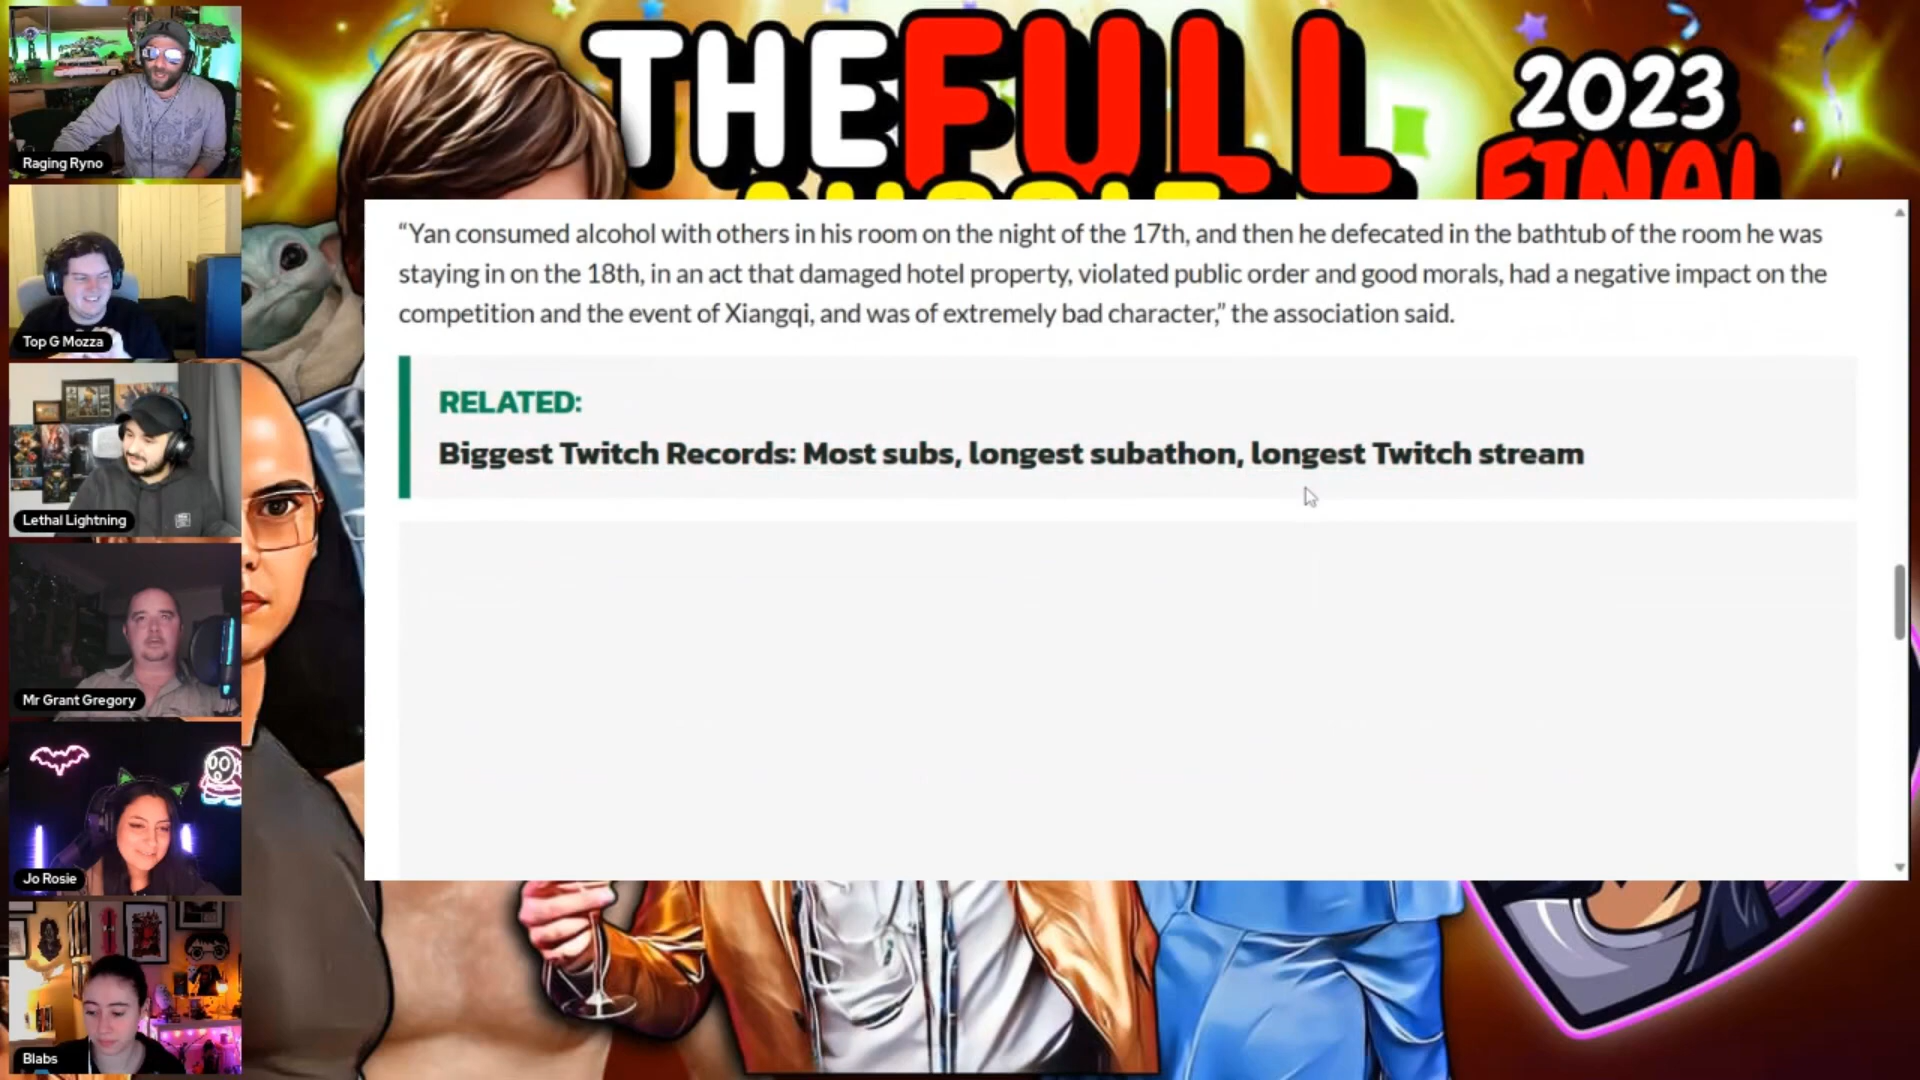 THE FULL
2023
FINAL
Raging Ryno
Top G Mozza
Lethal Lightning
Mr Grant Gregory
Jo Rosie
Blabs
“Yan consumed alcohol with others in his room on the night of the 17th, and then he defecated in the bathtub of the room he was
staying in on the 18th, in an act that damaged hotel property, violated public order and good morals, had a negative impact on the
competition and the event of Xiangqi, and was of extremely bad character,” the association said.
RELATED:
Biggest Twitch Records: Most subs, longest subathon, longest Twitch stream